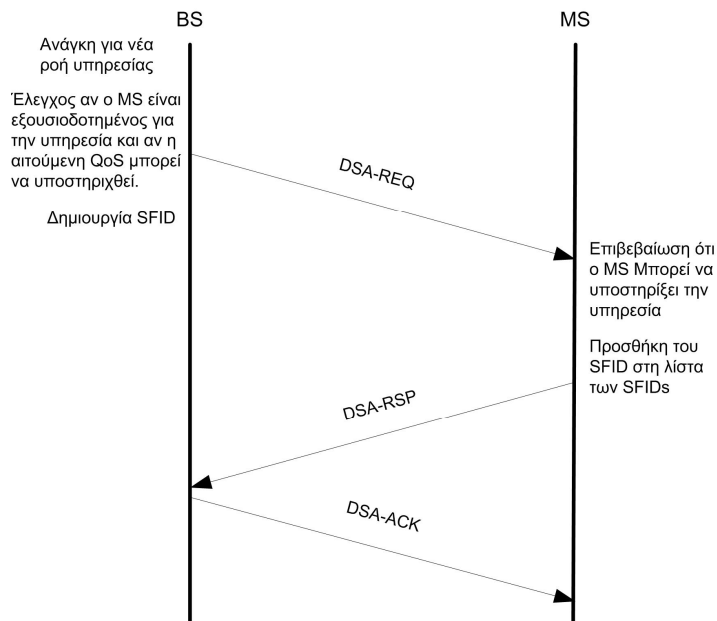 BS
MS
Ανάγκη για νέα
ροή υπηρεσίας
Έλεγχος αν ο MS είναι
εξουσιοδοτημένος για
την υπηρεσία και αν η
αιτούμενη QoS μπορεί
να υποστηριχθεί.
Δημιουργία SFID
DSA-REQ
Επιβεβαίωση ότι
ο MS Μπορεί να
υποστηρίξει την
υπηρεσία
Προσθήκη του
SFID στη λίστα
των SFIDs
DSA-RSP
DSA-ACK